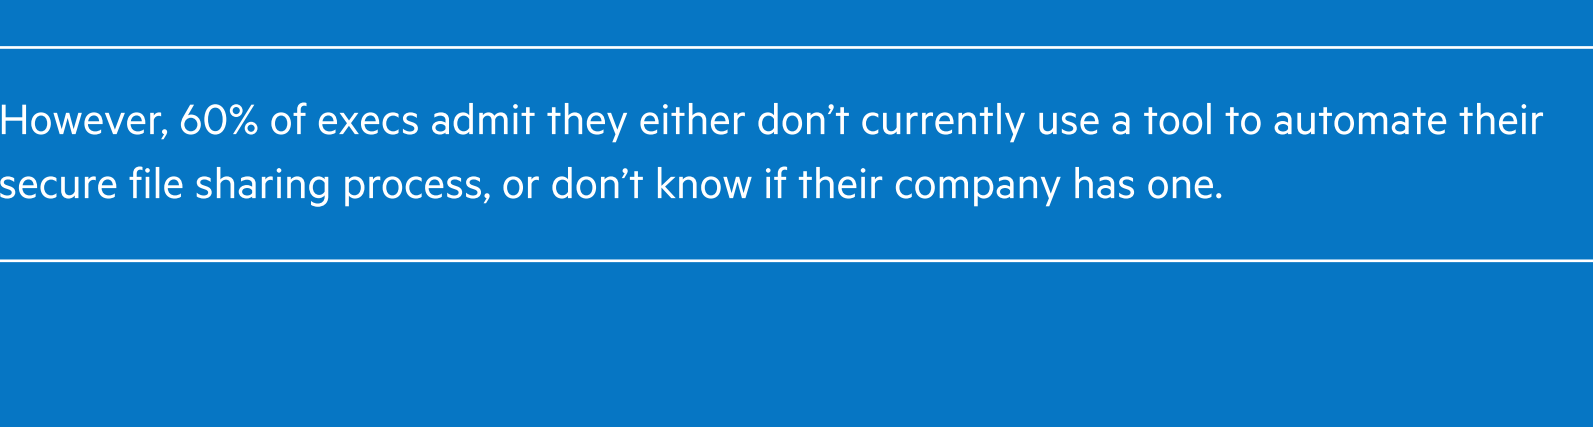 However, 60% of execs admit they either don’t currently use a tool to automate their
secure file sharing process, or don’t know if their company has one.